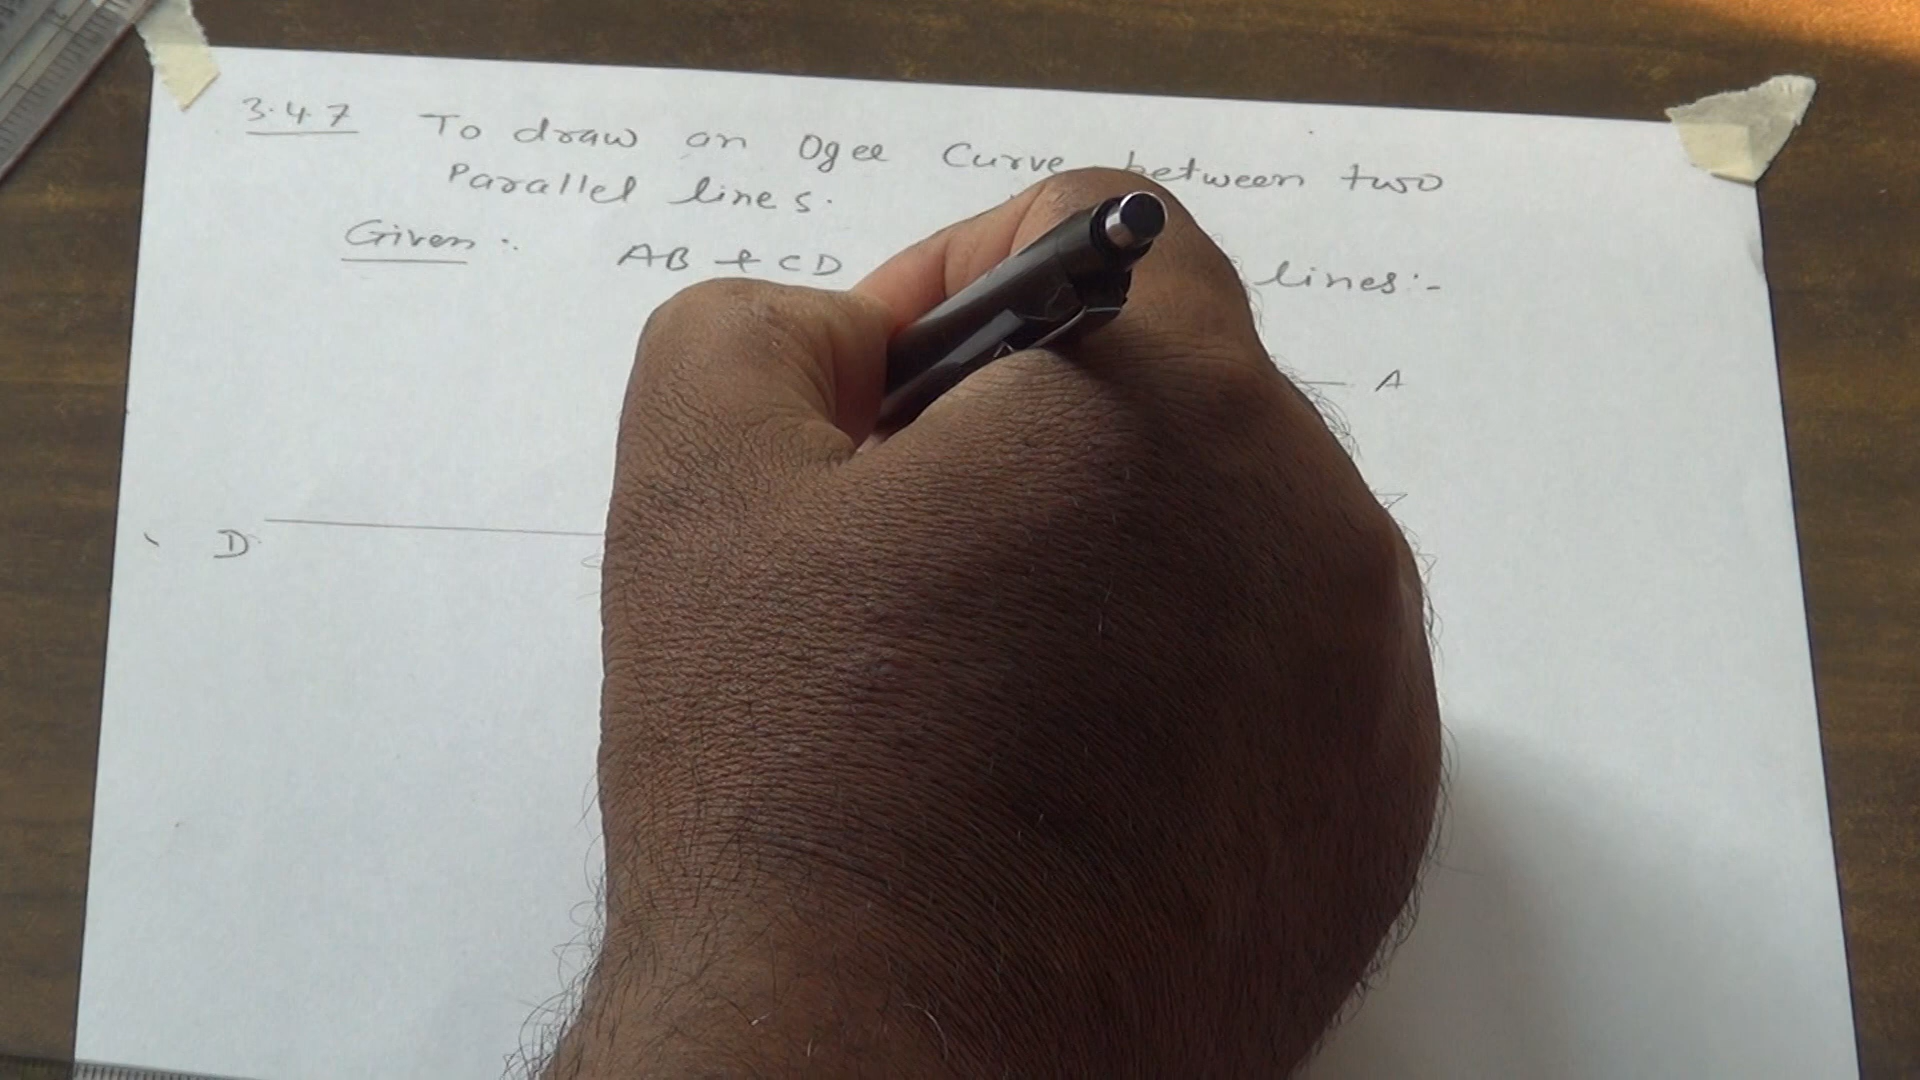 3.4.7 To draw an Ogee Curve between two
Parallel lines.
Given :. AB & CD lines:-
A
D